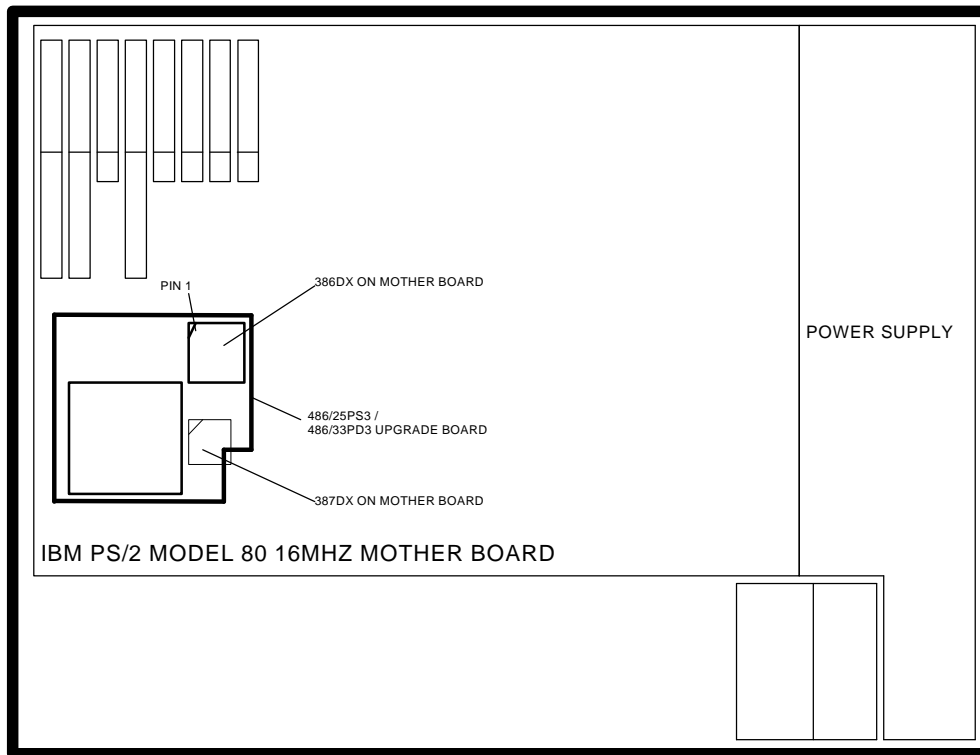 PIN 1
386DX ON MOTHER BOARD
POWER SUPPLY
486/25PS3 /
486/33PD3 UPGRADE BOARD
387DX ON MOTHER BOARD
IBM PS/2 MODEL 80 16MHZ MOTHER BOARD